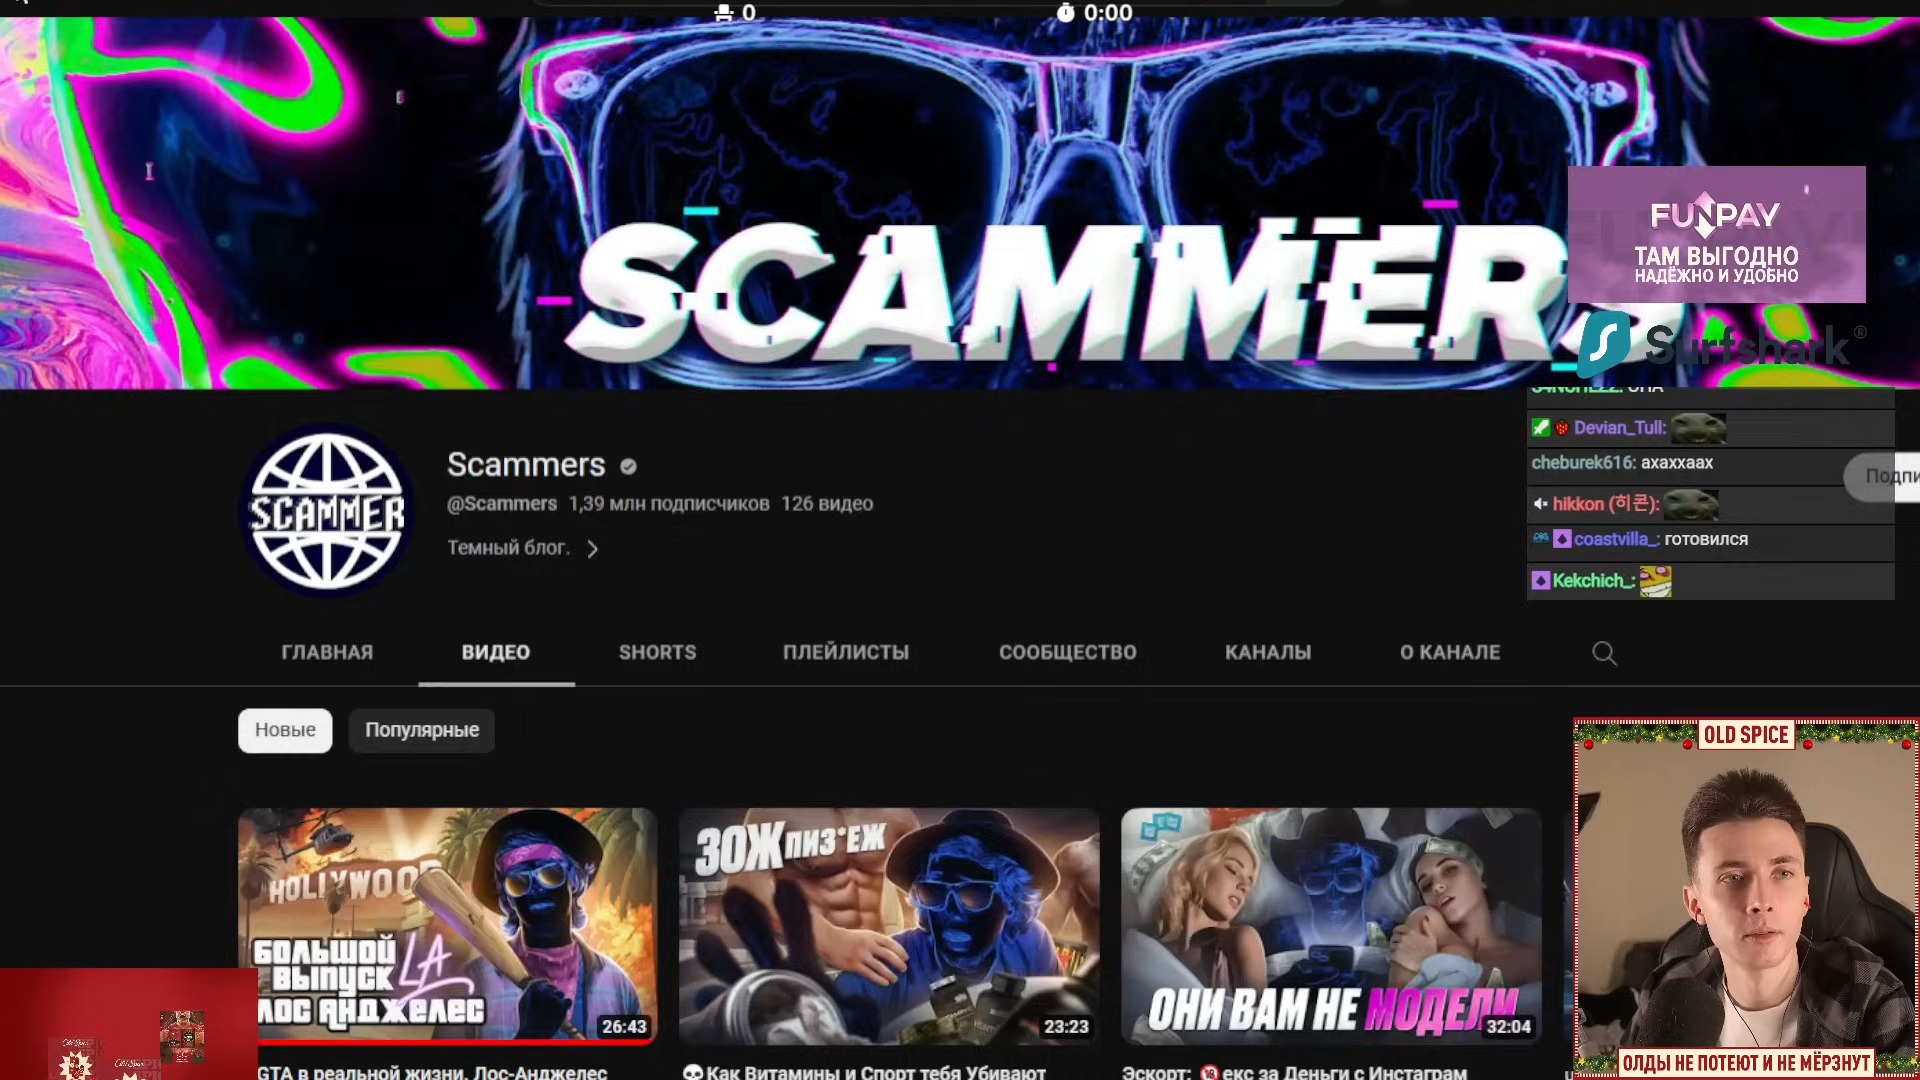 0
0:00
SCAMMERS
FUNPAY
ТАМ ВЫГОДНО
НАДЁЖНО И УДОБНО
Surfshark®
Devian_Tull:
cheburek616: ахаххаах
hikkon (히콘):
coastvilla_: готовился
Kekchich_:
Подпи
SCAMMER
Scammers
@Scammers 1,39 млн подписчиков 126 видео
Темный блог.
ГЛАВНАЯ ВИДЕО SHORTS ПЛЕЙЛИСТЫ СООБЩЕСТВО КАНАЛЫ О КАНАЛЕ
Новые Популярные
HOLLYWOOD
БОЛЬШОЙ
ВЫПУСК LA
ЛОС АНДЖЕЛЕС
26:43
ЗОЖ ПИЗ*ЕЖ
23:23
ОНИ ВАМ НЕ МОДЕЛИ
32:04
GTA в реальной жизни. Лос-Анджелес
💀Как Витамины и Спорт тебя Убивают
Эскорт: 🔞екс за Деньги с Инстаграм
OLD SPICE
ОЛДЫ НЕ ПОТЕЮТ И НЕ МЁРЗНУТ